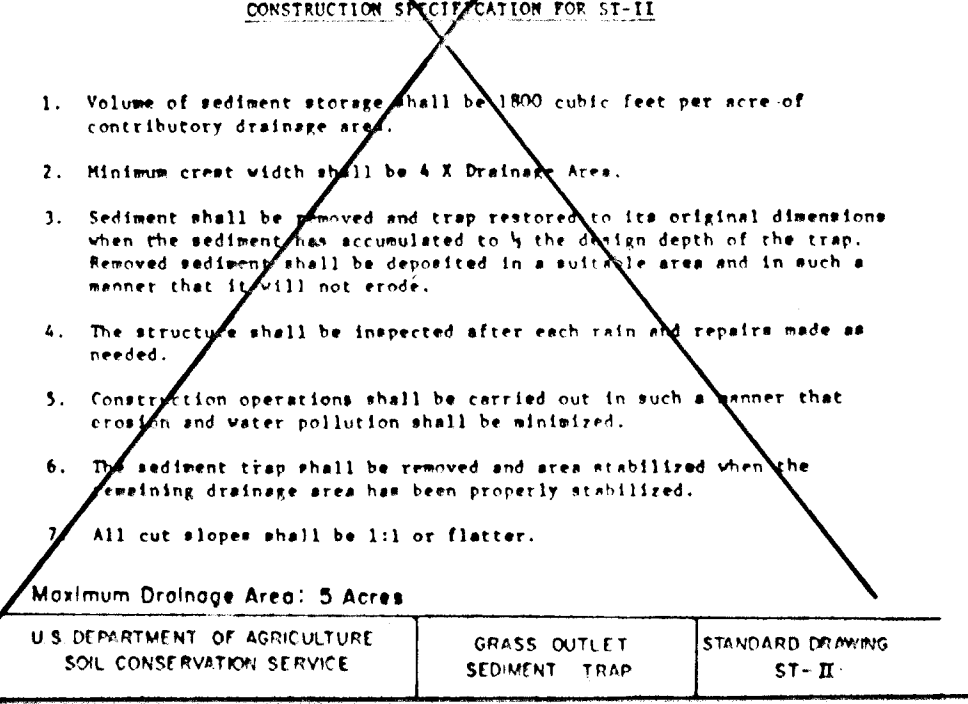 CONSTRUCTION SPECIFICATION FOR ST-II
1. Volume of sediment storage shall be 1800 cubic feet per acre of
contributory drainage area.
2. Minimum crest width shall be 4 X Drainage Area.
3. Sediment shall be removed and trap restored to its original dimensions
when the sediment has accumulated to ½ the design depth of the trap.
Removed sediment shall be deposited in a suitable area and in such a
manner that it will not erode.
4. The structure shall be inspected after each rain and repairs made as
needed.
5. Construction operations shall be carried out in such a manner that
erosion and water pollution shall be minimized.
6. The sediment trap shall be removed and area stabilized when the
remaining drainage area has been properly stabilized.
7. All cut slopes shall be 1:1 or flatter.
Maximum Drainage Area: 5 Acres
U.S. DEPARTMENT OF AGRICULTURE
SOIL CONSERVATION SERVICE
GRASS OUTLET
SEDIMENT TRAP
STANDARD DRAWING
ST-II